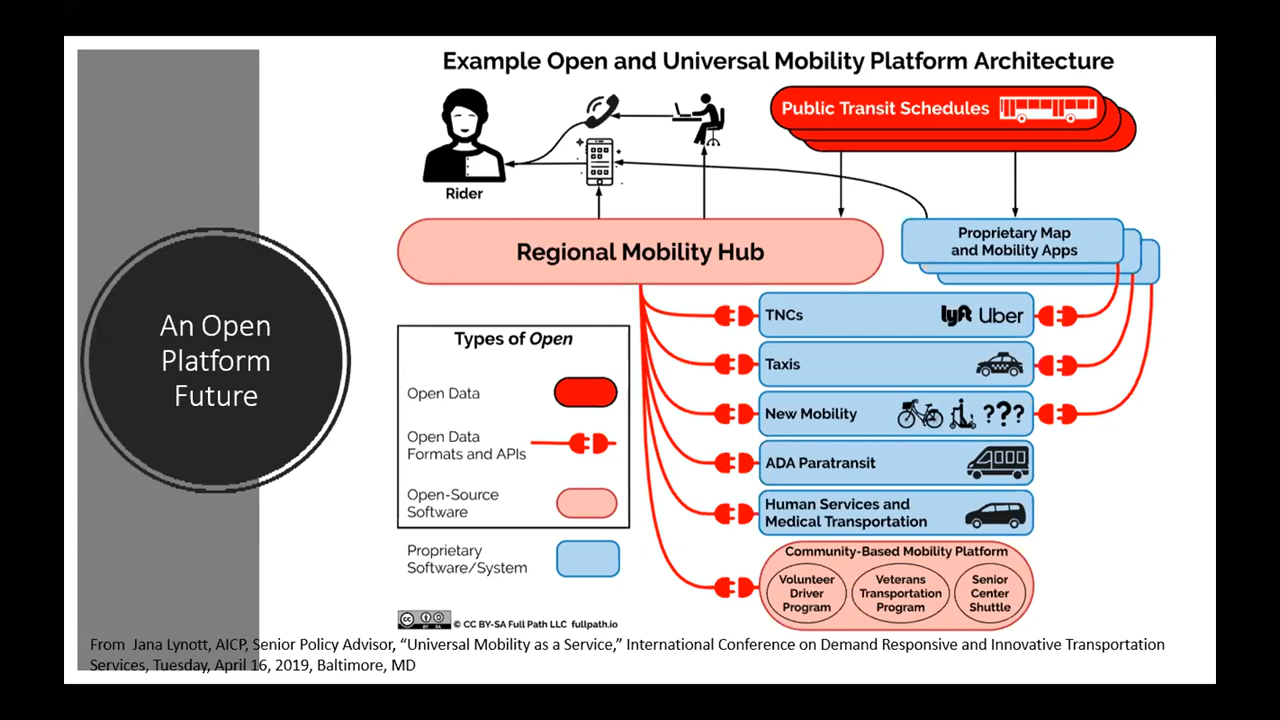 Example Open and Universal Mobility Platform Architecture
Public Transit Schedules
Rider
Regional Mobility Hub
Proprietary Map
and Mobility Apps
An Open
Platform
Future
Types of Open
Open Data
Open Data
Formats and APIs
Open-Source
Software
Proprietary
Software/System
TNCs
lyft Uber
Taxis
New Mobility
???
ADA Paratransit
Human Services and
Medical Transportation
Community-Based Mobility Platform
Volunteer
Driver
Program
Veterans
Transportation
Program
Senior
Center
Shuttle
cc BY SA
© CC BY-SA Full Path LLC fullpath.io
From Jana Lynott, AICP, Senior Policy Advisor, “Universal Mobility as a Service,” International Conference on Demand Responsive and Innovative Transportation
Services, Tuesday, April 16, 2019, Baltimore, MD